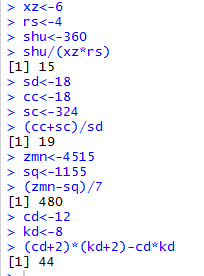 > xz<-6
> rs<-4
> shu<-360
> shu/(xz*rs)
[1] 15
> sd<-18
> cc<-18
> sc<-324
> (cc+sc)/sd
[1] 19
> zmn<-4515
> sq<-1155
> (zmn-sq)/7
[1] 480
> cd<-12
> kd<-8
> (cd+2)*(kd+2)-cd*kd
[1] 44